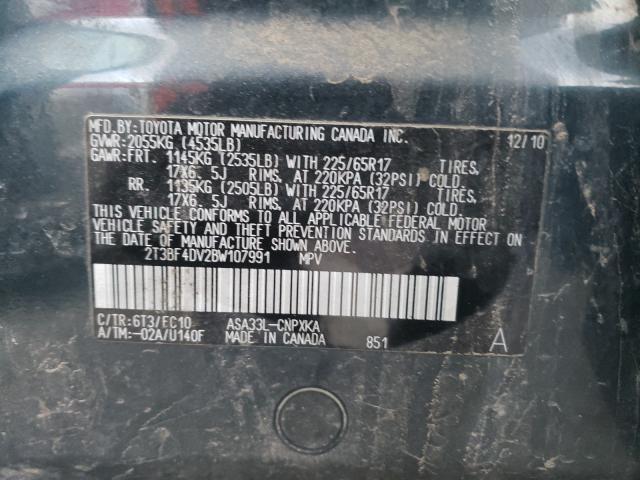 MFD.BY:TOYOTA MOTOR MANUFACTURING CANADA INC.
GVWR:2055KG (4535LB) 12/10
GAWR:FRT. 1145KG (2535LB) WITH 225/65R17 TIRES,
17X6. 5J RIMS, AT 220KPA (32PSI) COLD.
RR. 1135KG (2505LB) WITH 225/65R17 TIRES,
17X6. 5J RIMS, AT 220KPA (32PSI) COLD.
THIS VEHICLE CONFORMS TO ALL APPLICABLE FEDERAL MOTOR
VEHICLE SAFETY AND THEFT PREVENTION STANDARDS IN EFFECT ON
THE DATE OF MANUFACTURE SHOWN ABOVE.
2T3BF4DV2BW107991 MPV
C/TR:6T3/FC10 ASA33L-CNPXKA
A/TM:-02A/U140F MADE IN CANADA 851 A